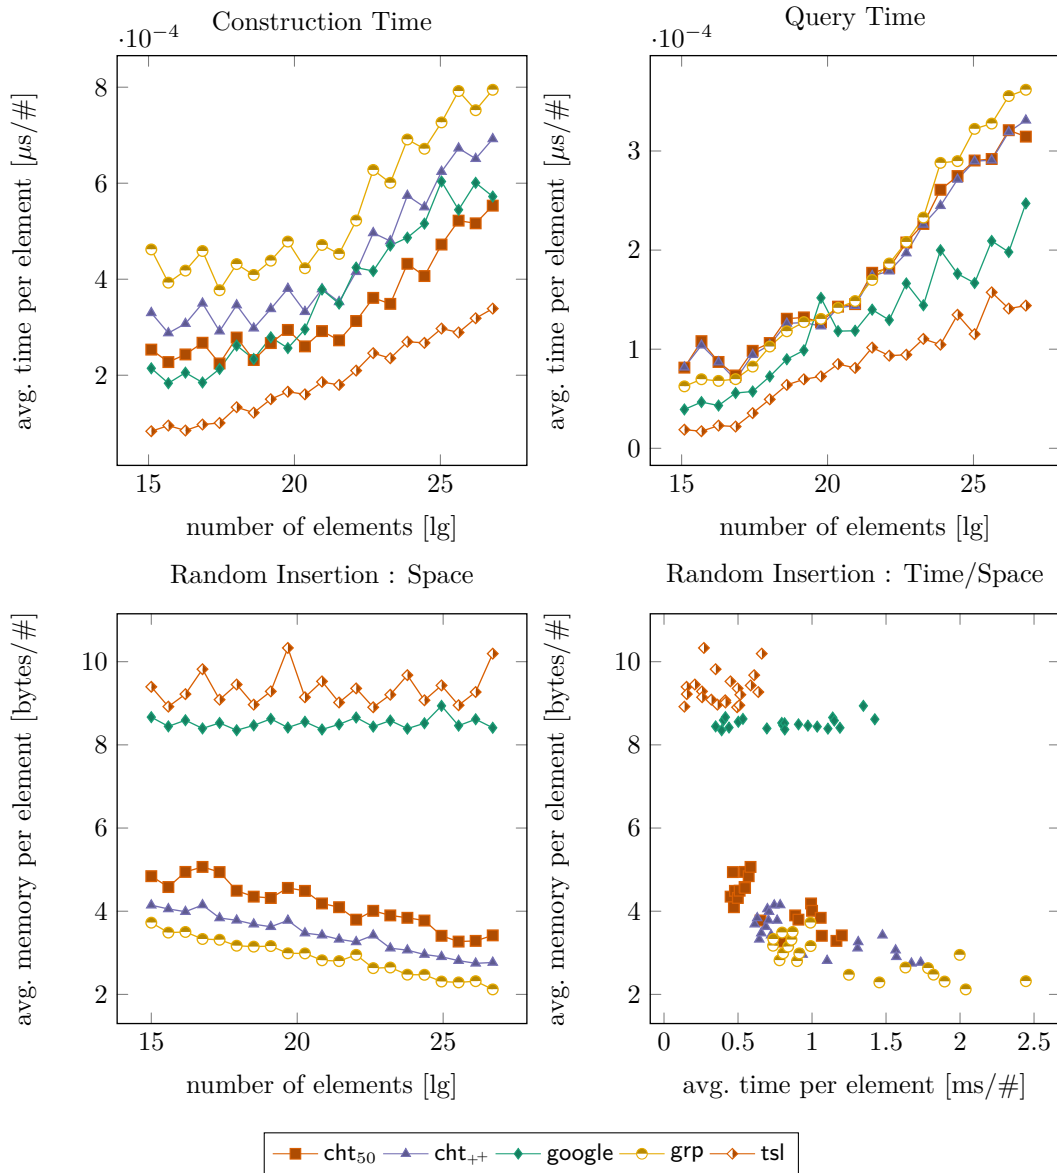 Construction Time
·10⁻⁴
avg. time per element [μs/#]
8
6
4
2
15 20 25
number of elements [lg]
Query Time
·10⁻⁴
avg. time per element [μs/#]
3
2
1
0
15 20 25
number of elements [lg]
Random Insertion : Space
avg. memory per element [bytes/#]
10
8
6
4
2
15 20 25
number of elements [lg]
Random Insertion : Time/Space
avg. memory per element [bytes/#]
10
8
6
4
2
0 0.5 1 1.5 2 2.5
avg. time per element [ms/#]
cht₅₀ cht₊₊ google grp tsl